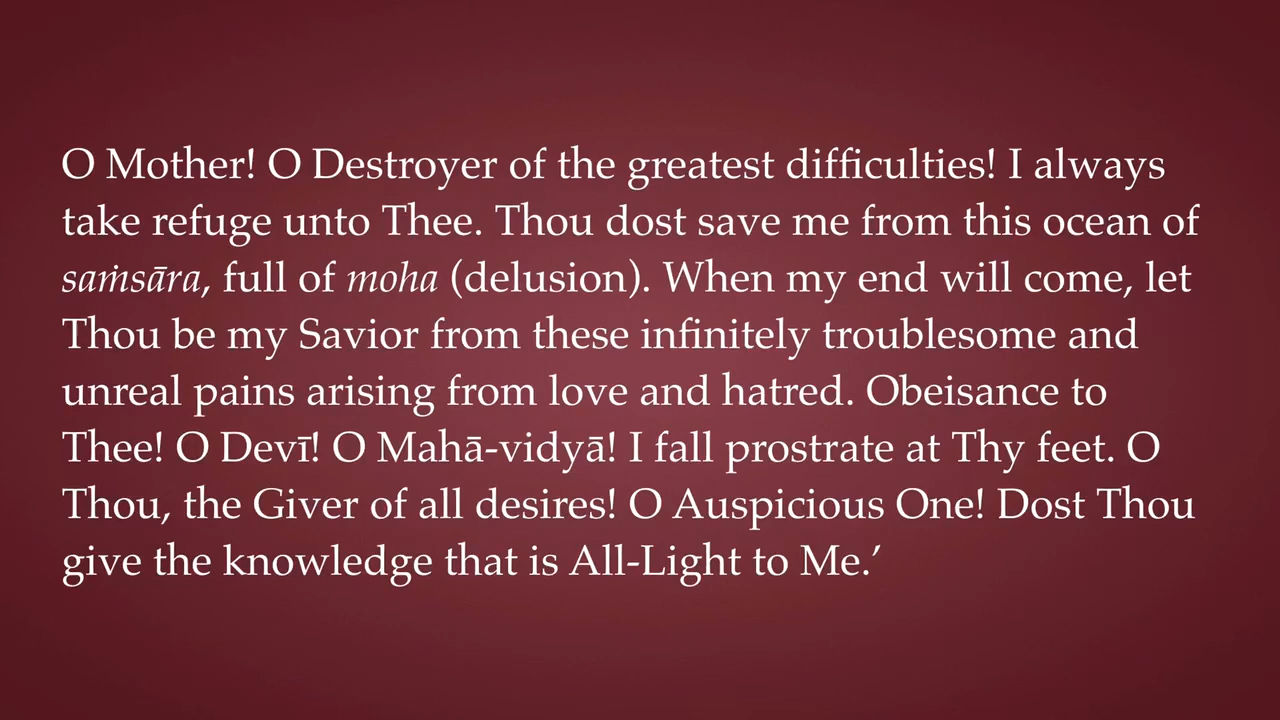 O Mother! O Destroyer of the greatest difficulties! I always
take refuge unto Thee. Thou dost save me from this ocean of
saṁsāra, full of moha (delusion). When my end will come, let
Thou be my Savior from these infinitely troublesome and
unreal pains arising from love and hatred. Obeisance to
Thee! O Devī! O Mahā-vidyā! I fall prostrate at Thy feet. O
Thou, the Giver of all desires! O Auspicious One! Dost Thou
give the knowledge that is All-Light to Me.’